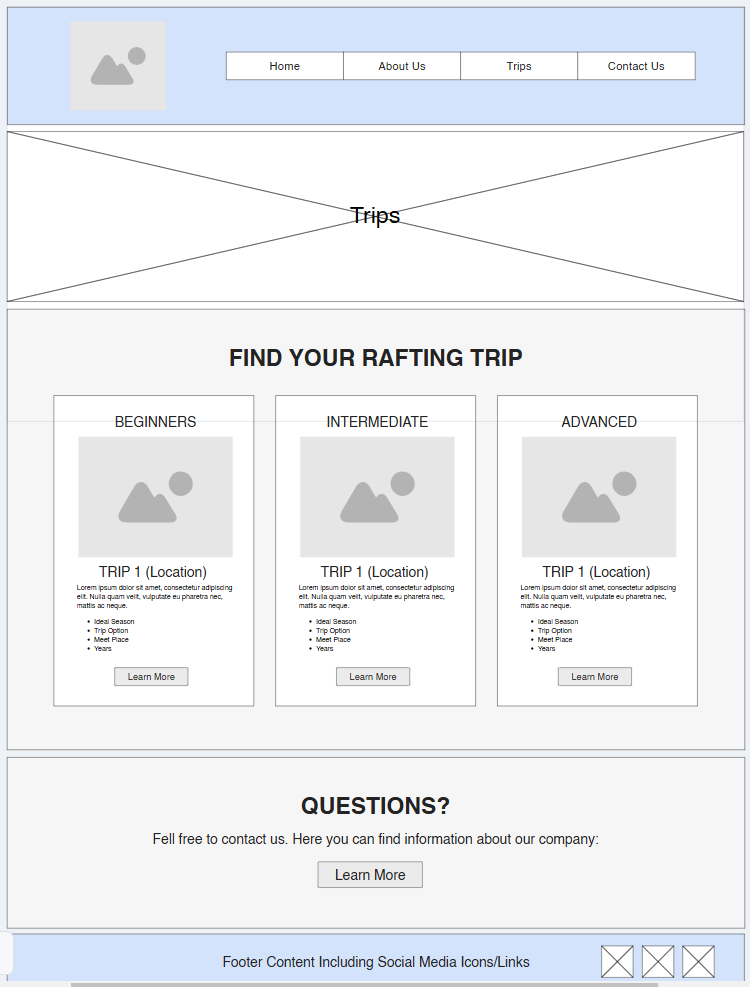 Home
About Us
Trips
Contact Us
Trips
FIND YOUR RAFTING TRIP
BEGINNERS
TRIP 1 (Location)
Lorem ipsum dolor sit amet, consectetur adipiscing
elit. Nulla quam velit, vulputate eu pharetra nec,
mattis ac neque.
• Ideal Season
• Trip Option
• Meet Place
• Years
Learn More
INTERMEDIATE
TRIP 1 (Location)
Lorem ipsum dolor sit amet, consectetur adipiscing
elit. Nulla quam velit, vulputate eu pharetra nec,
mattis ac neque.
• Ideal Season
• Trip Option
• Meet Place
• Years
Learn More
ADVANCED
TRIP 1 (Location)
Lorem ipsum dolor sit amet, consectetur adipiscing
elit. Nulla quam velit, vulputate eu pharetra nec,
mattis ac neque.
• Ideal Season
• Trip Option
• Meet Place
• Years
Learn More
QUESTIONS?
Fell free to contact us. Here you can find information about our company:
Learn More
Footer Content Including Social Media Icons/Links